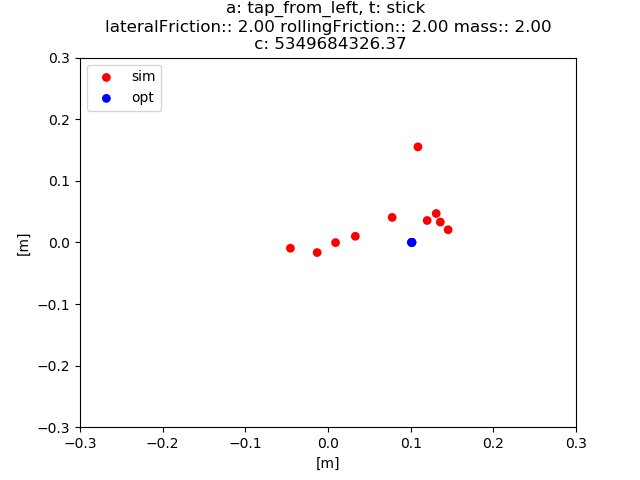 a: tap_from_left, t: stick
lateralFriction:: 2.00 rollingFriction:: 2.00 mass:: 2.00
c: 5349684326.37
sim
opt
0.3
0.2
0.1
0.0
−0.1
−0.2
−0.3
[m]
−0.3 −0.2 −0.1 0.0 0.1 0.2 0.3
[m]